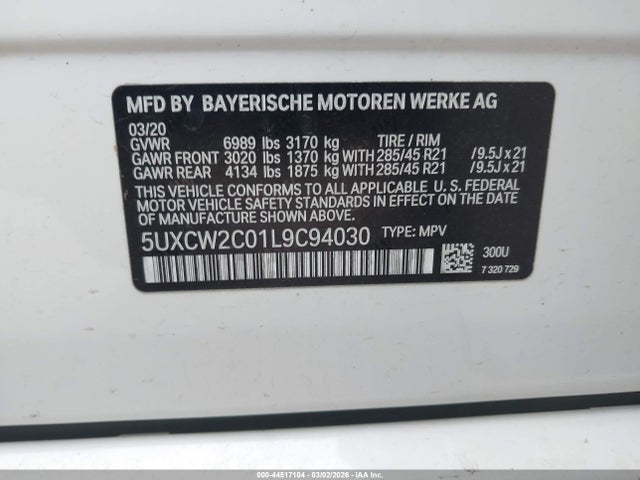 MFD BY BAYERISCHE MOTOREN WERKE AG
03/20
GVWR 6989 lbs 3170 kg TIRE / RIM
GAWR FRONT 3020 lbs 1370 kg WITH 285/45 R21 /9.5J x 21
GAWR REAR 4134 lbs 1875 kg WITH 285/45 R21 /9.5J x 21
THIS VEHICLE CONFORMS TO ALL APPLICABLE U. S. FEDERAL
MOTOR VEHICLE SAFETY STANDARDS IN EFFECT ON THE
DATE OF MANUFACTURE SHOWN ABOVE.
5UXCW2C01L9C94030 TYPE: MPV
300U
7 320 729
000-44517104 | 03/02/2026 - IAAI.COM